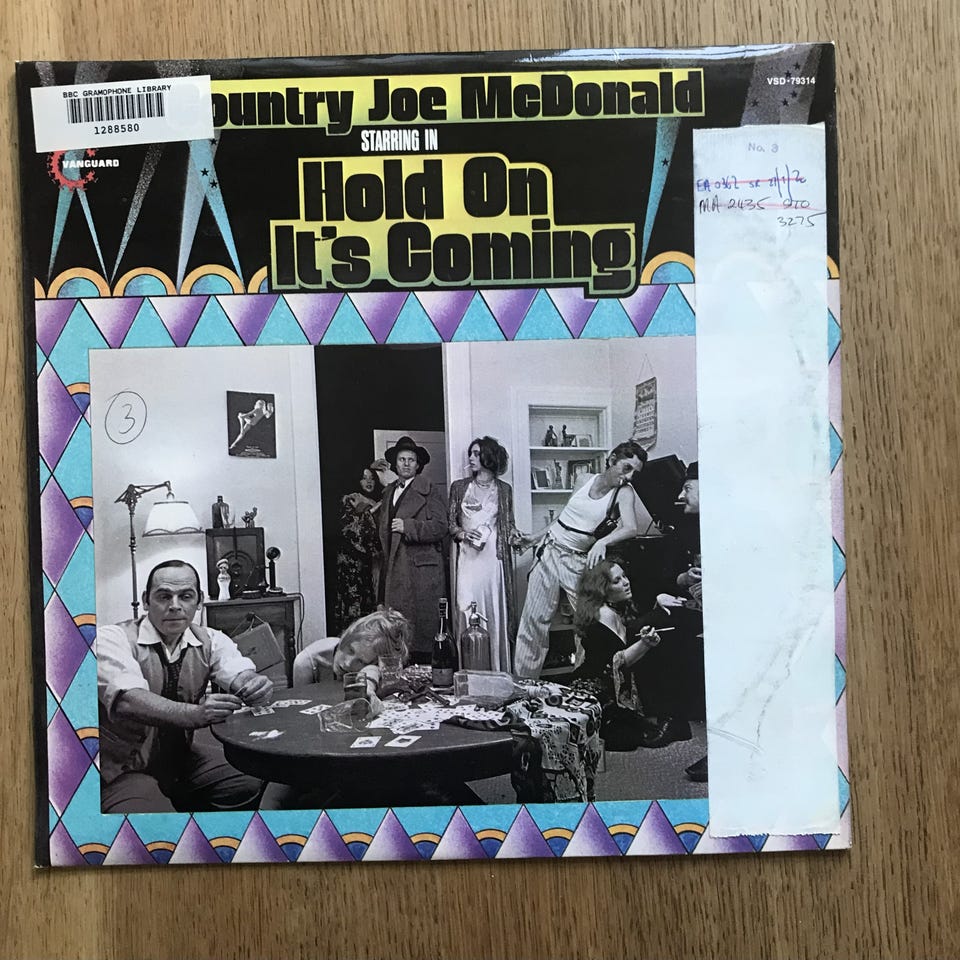 BBC GRAMOPHONE LIBRARY
1288580
VANGUARD
ountry Joe McDonald
VSD-79314
STARRING IN
Hold On
It's Coming
No. 3
MA 2435
3275
3